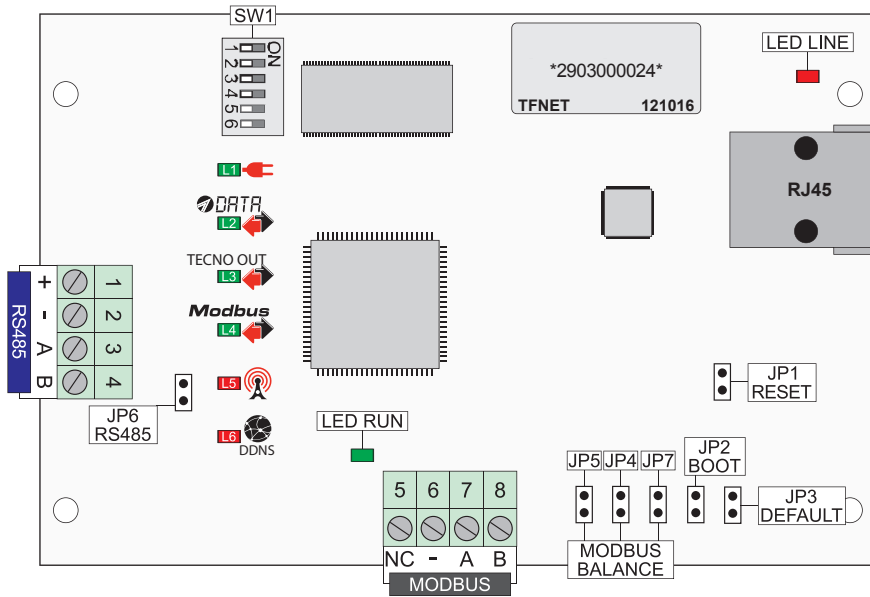 SW1
ON
1
2
3
4
5
6
*2903000024*
TFNET 121016
LED LINE
RJ45
L1
DATA
L2
TECNO OUT
L3
Modbus
L4
L5
L6
DDNS
RS485
+ 1
- 2
A 3
B 4
JP6
RS485
LED RUN
JP1
RESET
JP5 JP4 JP7
JP2
BOOT
JP3
DEFAULT
MODBUS
BALANCE
5 6 7 8
NC - A B
MODBUS